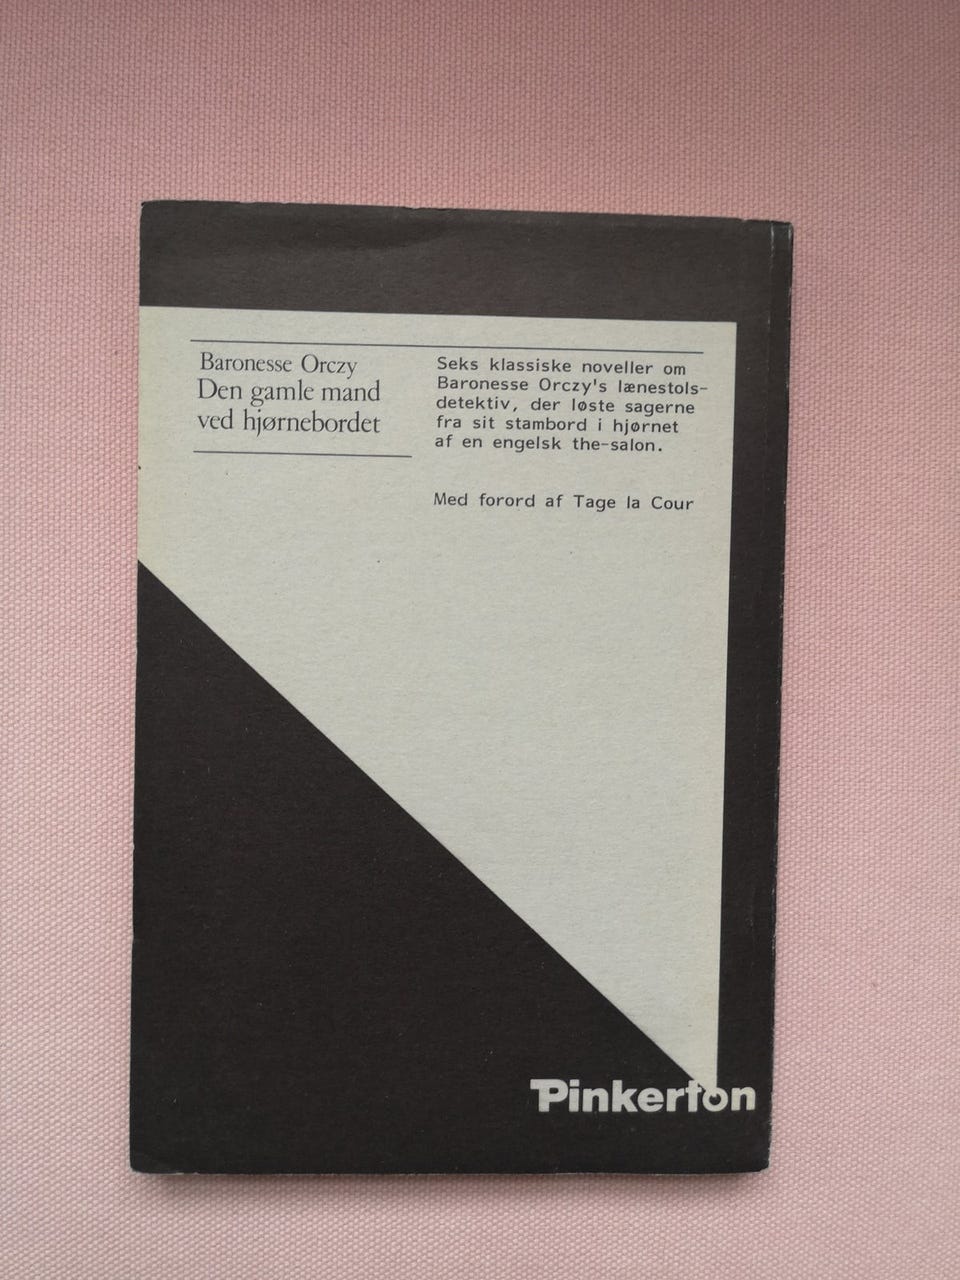 Baronesse Orczy
Den gamle mand
ved hjørnebordet
Seks klassiske noveller om
Baronesse Orczy's lænestols-
detektiv, der løste sagerne
fra sit stambord i hjørnet
af en engelsk the-salon.
Med forord af Tage la Cour
Pinkerton